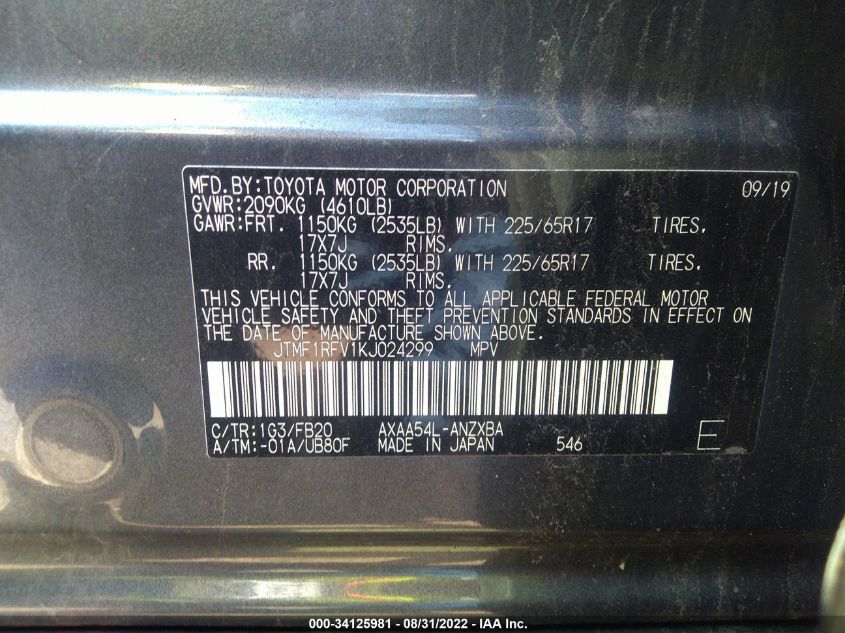 MFD.BY:TOYOTA MOTOR CORPORATION 09/19
GVWR:2090KG (4610LB)
GAWR:FRT. 1150KG (2535LB) WITH 225/65R17 TIRES,
17X7J RIMS.
RR. 1150KG (2535LB) WITH 225/65R17 TIRES,
17X7J RIMS.
THIS VEHICLE CONFORMS TO ALL APPLICABLE FEDERAL MOTOR
VEHICLE SAFETY AND THEFT PREVENTION STANDARDS IN EFFECT ON
THE DATE OF MANUFACTURE SHOWN ABOVE.
JTMF1RFV1KJ024299 MPV
C/TR:1G3/FB20 AXAA54L-ANZXBA E
A/TM:-01A/UB80F MADE IN JAPAN 546
000-34125981 - 08/31/2022 - IAA Inc.